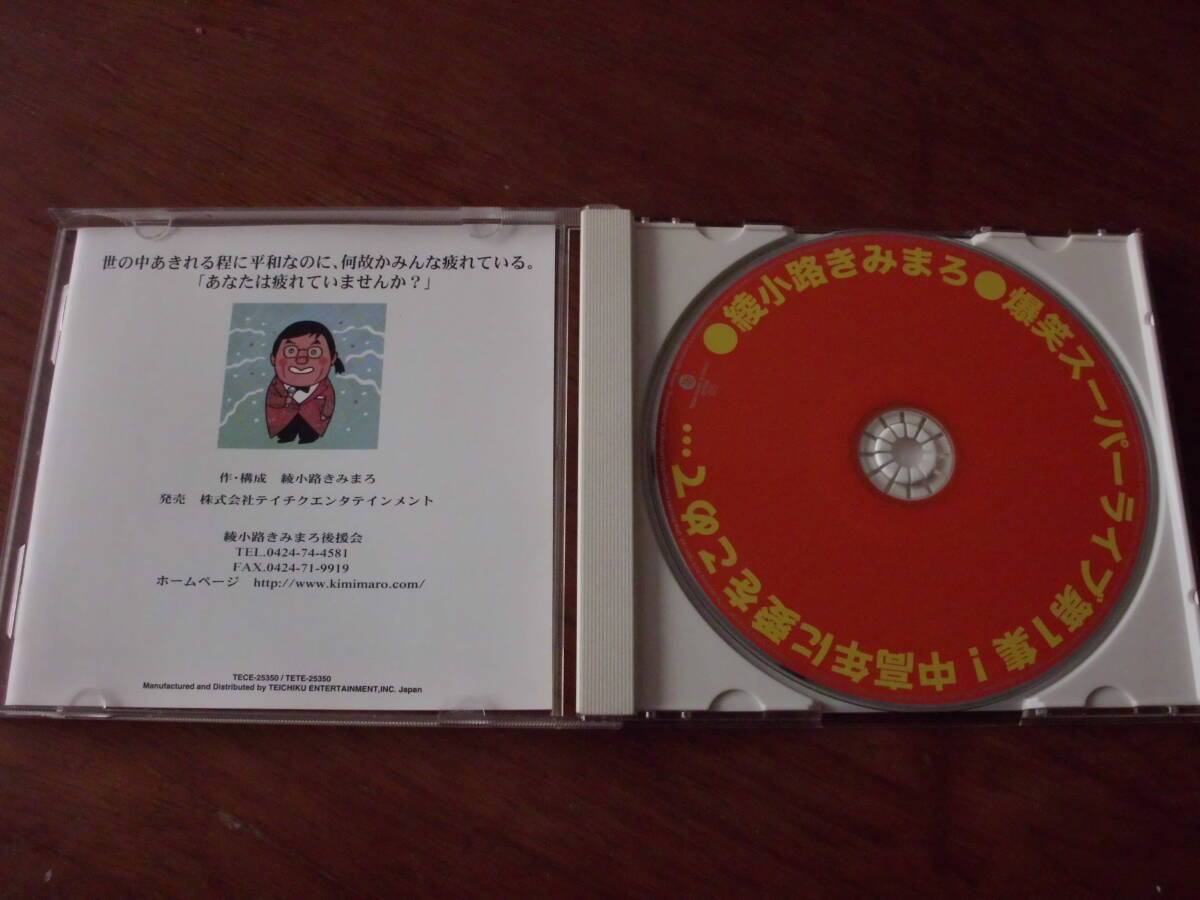 世の中あきれる程に平和なのに、何故かみんな疲れている。
「あなたは疲れていませんか？」
作・構成　綾小路きみまろ
発売　株式会社テイチクエンタテインメント
綾小路きみまろ後援会
TEL.0424-74-4581
FAX.0424-71-9919
ホームページ　http://www.kimimaro.com/
TECE-25350 / TETE-25350
Manufactured and Distributed by TEICHIKU ENTERTAINMENT,INC. Japan
●綾小路きみまろ●爆笑スーパーライブ第1集！中高年に愛をこめて…